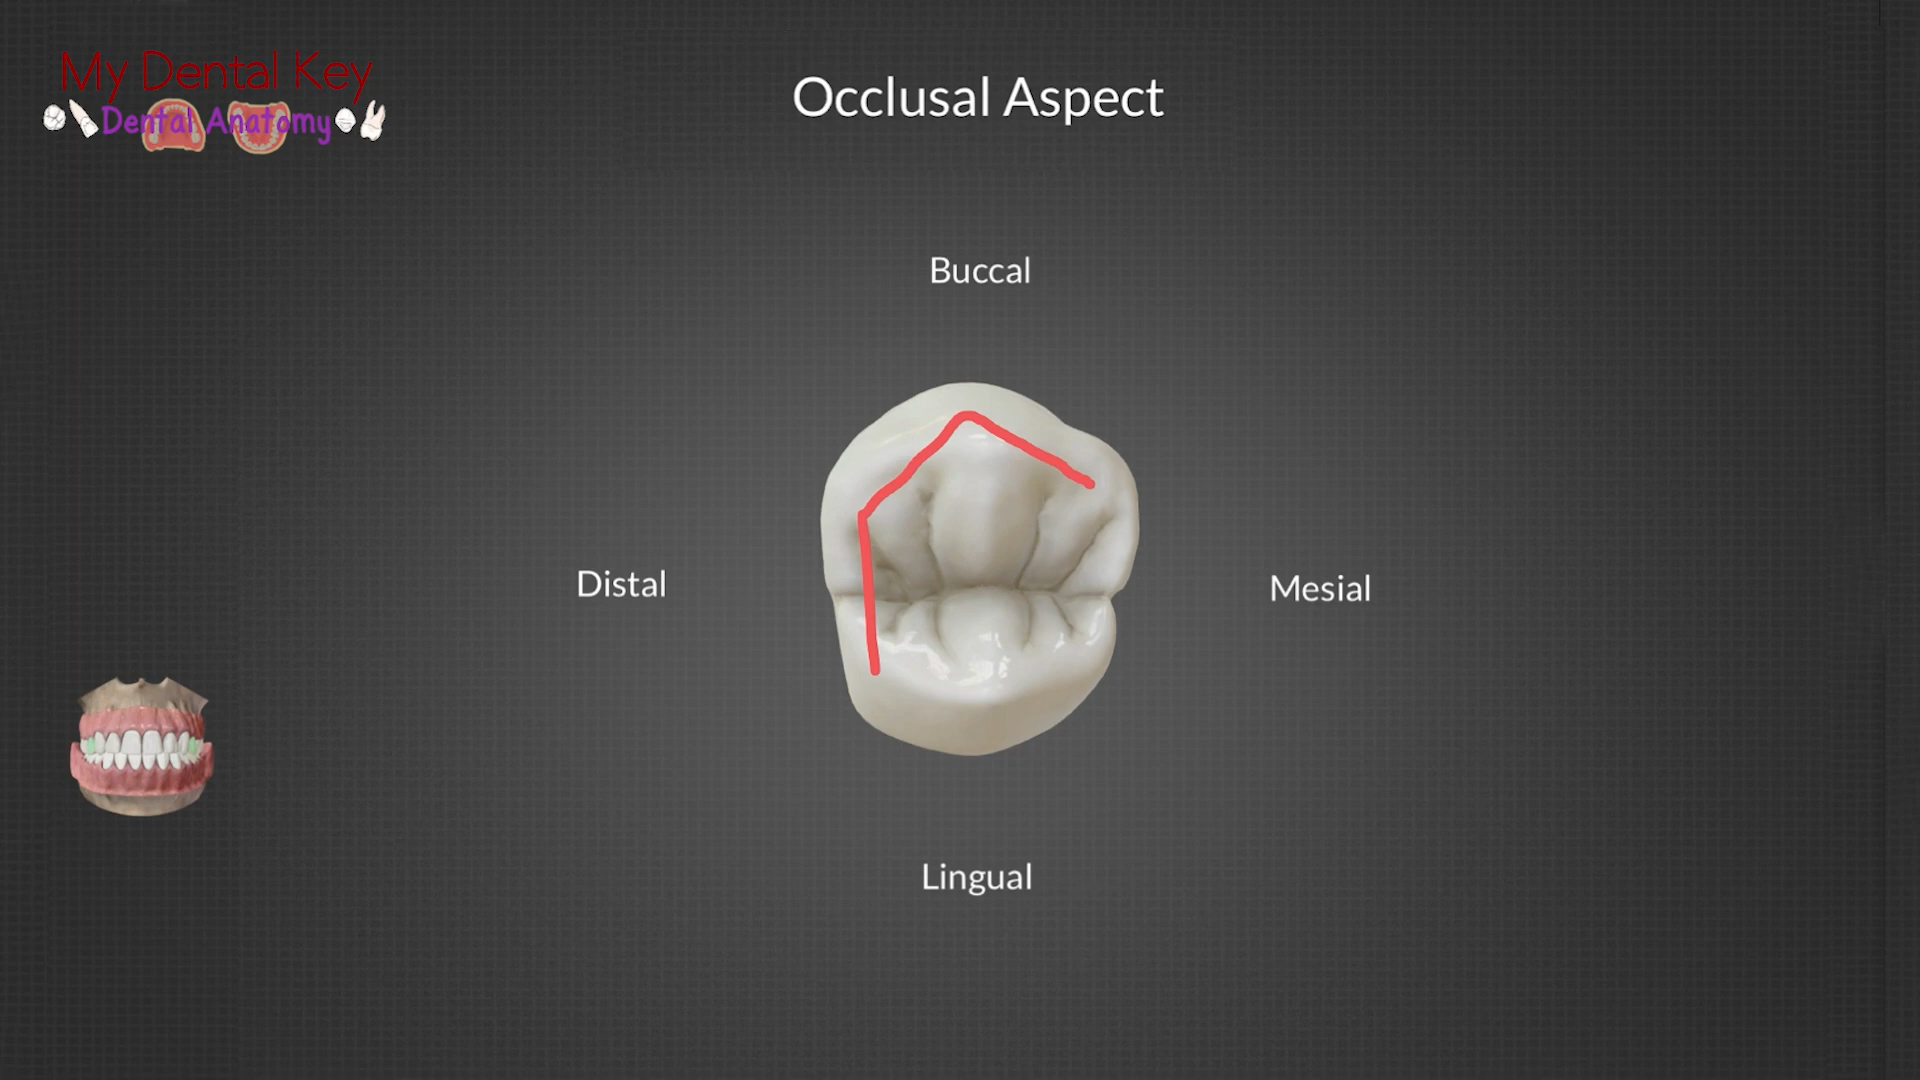 My Dental Key
Dental Anatomy
Occlusal Aspect
Buccal
Distal
Mesial
Lingual